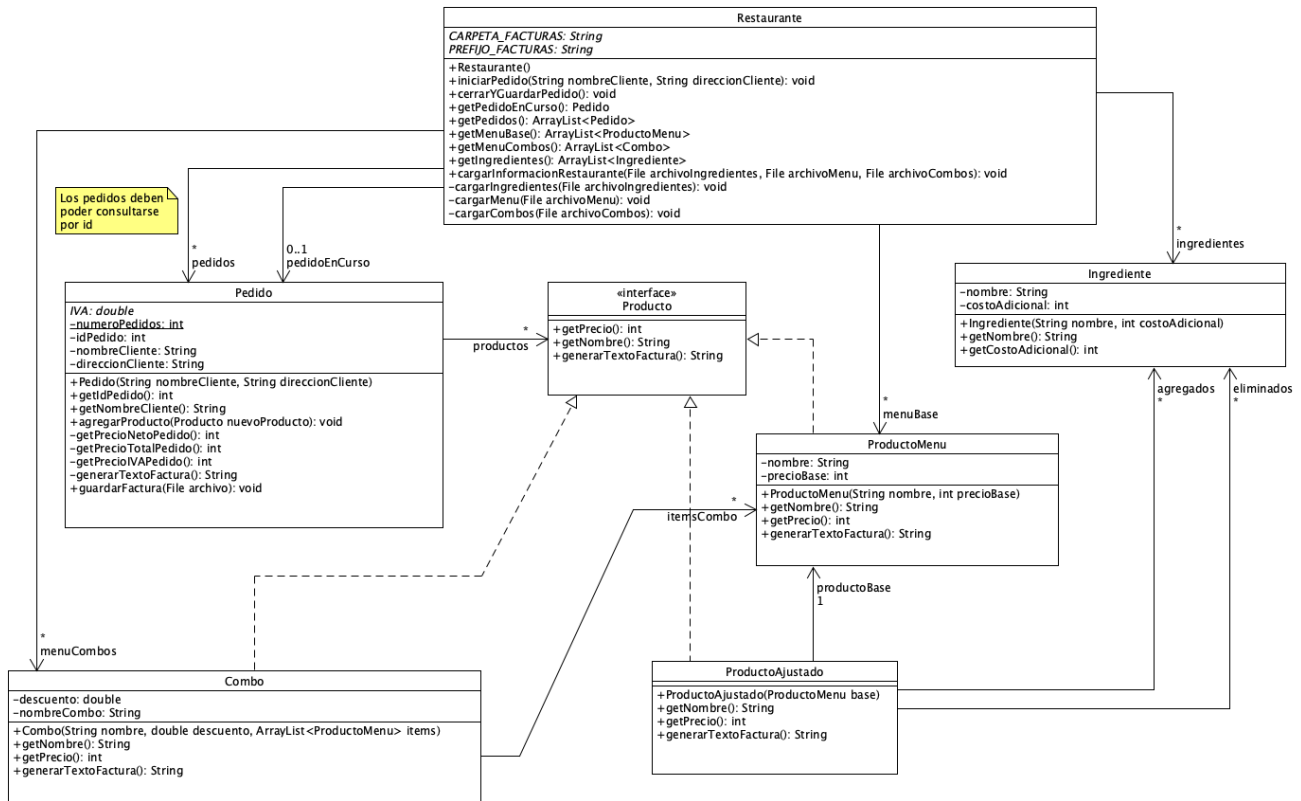 Restaurante
CARPETA_FACTURAS: String
PREFIJO_FACTURAS: String
+Restaurante()
+iniciarPedido(String nombreCliente, String direccionCliente): void
+cerrarYGuardarPedido(): void
+getPedidoEnCurso(): Pedido
+getPedidos(): ArrayList<Pedido>
+getMenuBase(): ArrayList<ProductoMenu>
+getMenuCombos(): ArrayList<Combo>
+getIngredientes(): ArrayList<Ingrediente>
+cargarInformacionRestaurante(File archivoIngredientes, File archivoMenu, File archivoCombos): void
-cargarIngredientes(File archivoIngredientes): void
-cargarMenu(File archivoMenu): void
-cargarCombos(File archivoCombos): void
Los pedidos deben
poder consultarse
por id
*
pedidos
0..1
pedidoEnCurso
*
ingredientes
Pedido
IVA: double
-numeroPedidos: int
-idPedido: int
-nombreCliente: String
-direccionCliente: String
+Pedido(String nombreCliente, String direccionCliente)
+getIdPedido(): int
+getNombreCliente(): String
+agregarProducto(Producto nuevoProducto): void
-getPrecioNetoPedido(): int
-getPrecioTotalPedido(): int
-getPrecioIVAPedido(): int
-generarTextoFactura(): String
+guardarFactura(File archivo): void
*
productos
«interface»
Producto
+getPrecio(): int
+getNombre(): String
+generarTextoFactura(): String
Ingrediente
-nombre: String
-costoAdicional: int
+Ingrediente(String nombre, int costoAdicional)
+getNombre(): String
+getCostoAdicional(): int
agregados
*
eliminados
*
*
menuBase
ProductoMenu
-nombre: String
-precioBase: int
+ProductoMenu(String nombre, int precioBase)
+getNombre(): String
+getPrecio(): int
+generarTextoFactura(): String
*
itemsCombo
productoBase
1
*
menuCombos
Combo
-descuento: double
-nombreCombo: String
+Combo(String nombre, double descuento, ArrayList<ProductoMenu> items)
+getNombre(): String
+getPrecio(): int
+generarTextoFactura(): String
ProductoAjustado
+ProductoAjustado(ProductoMenu base)
+getNombre(): String
+getPrecio(): int
+generarTextoFactura(): String